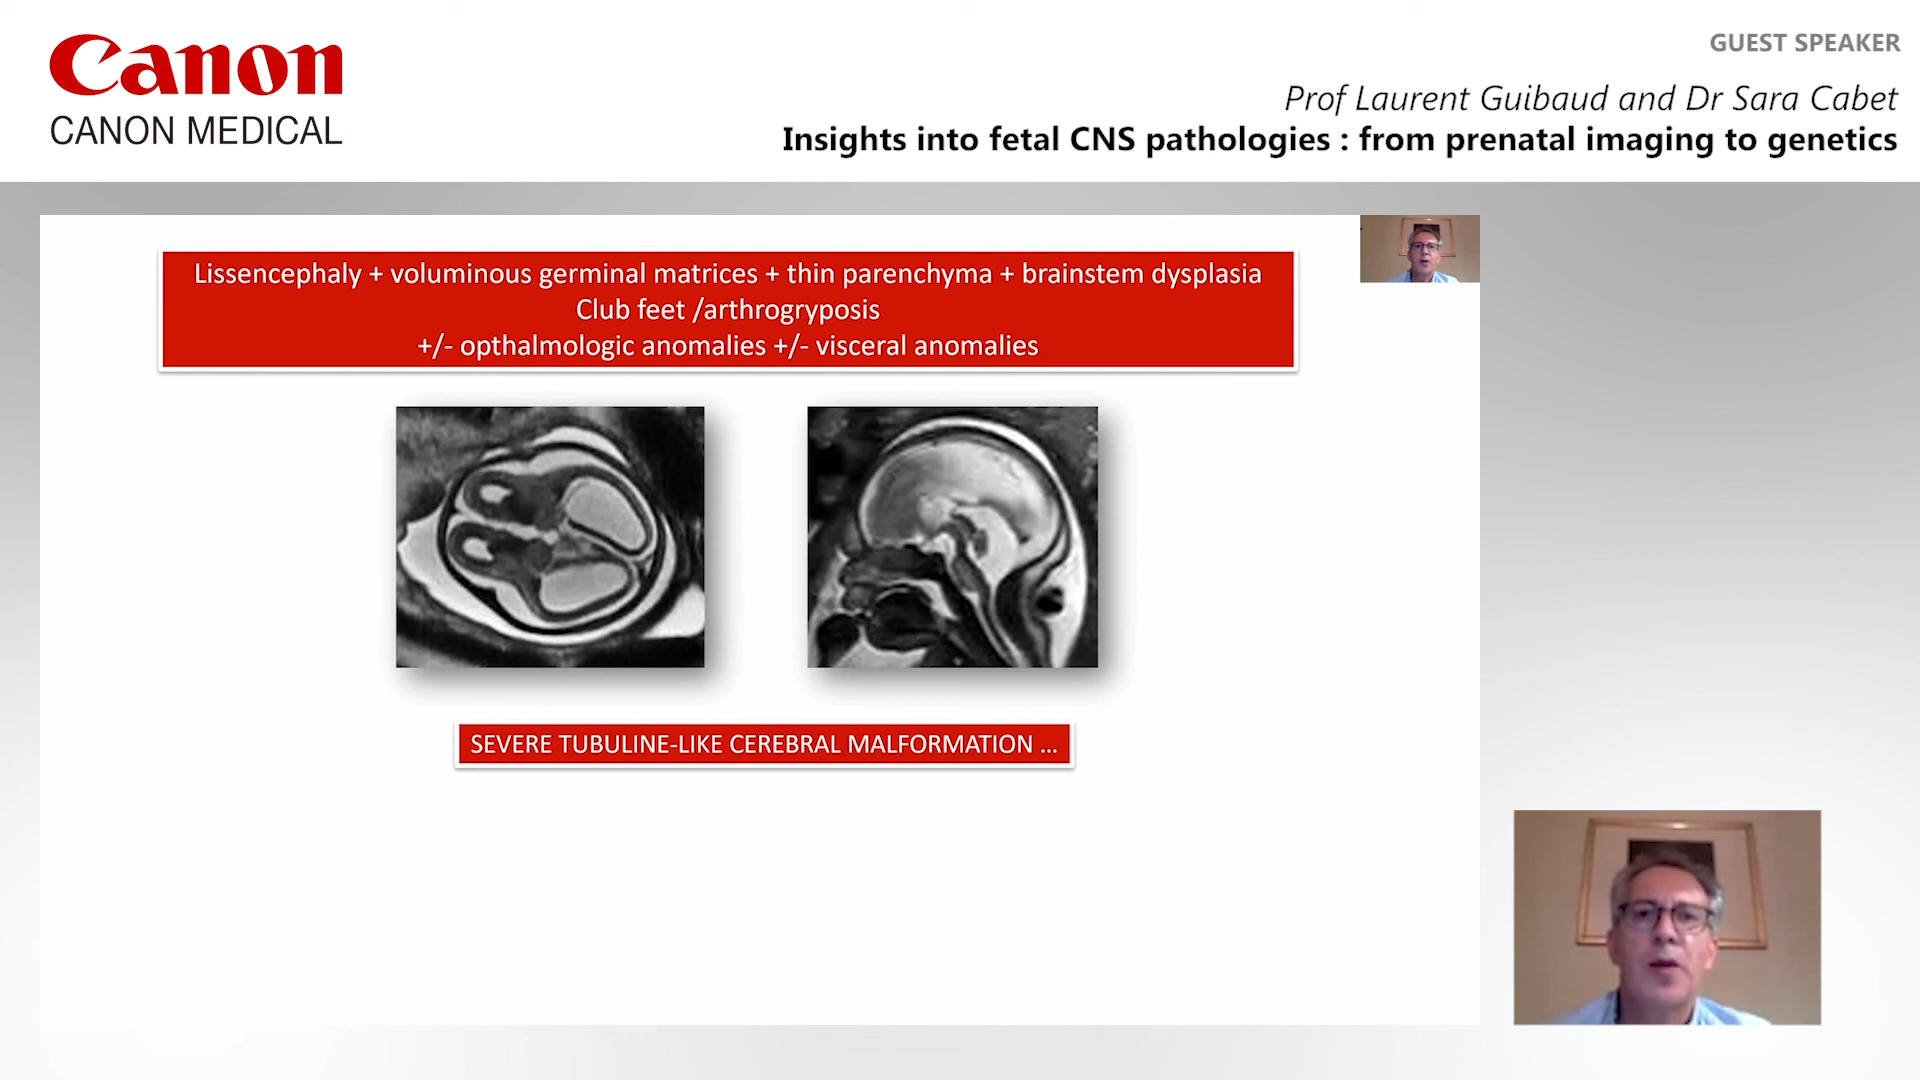 Canon
CANON MEDICAL
GUEST SPEAKER
Prof Laurent Guibaud and Dr Sara Cabet
Insights into fetal CNS pathologies : from prenatal imaging to genetics
Lissencephaly + voluminous germinal matrices + thin parenchyma + brainstem dysplasia
Club feet /arthrogryposis
+/- opthalmologic anomalies +/- visceral anomalies
SEVERE TUBULINE-LIKE CEREBRAL MALFORMATION ...